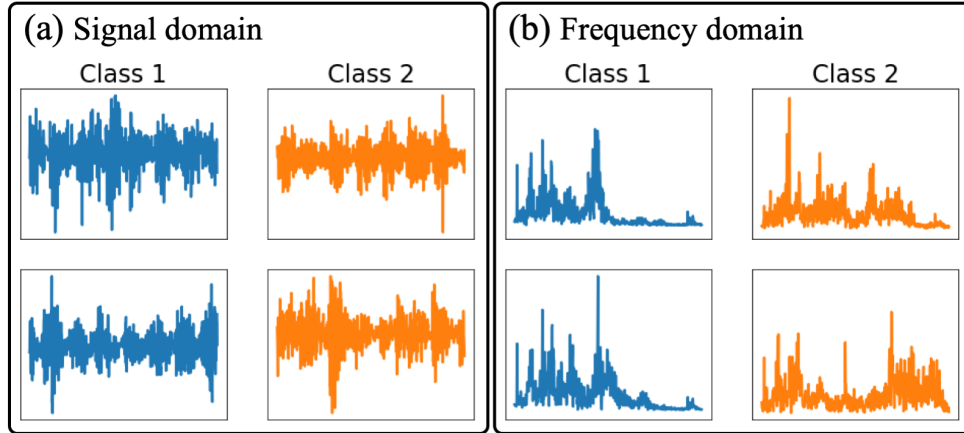 (a) Signal domain
Class 1
Class 2
(b) Frequency domain
Class 1
Class 2